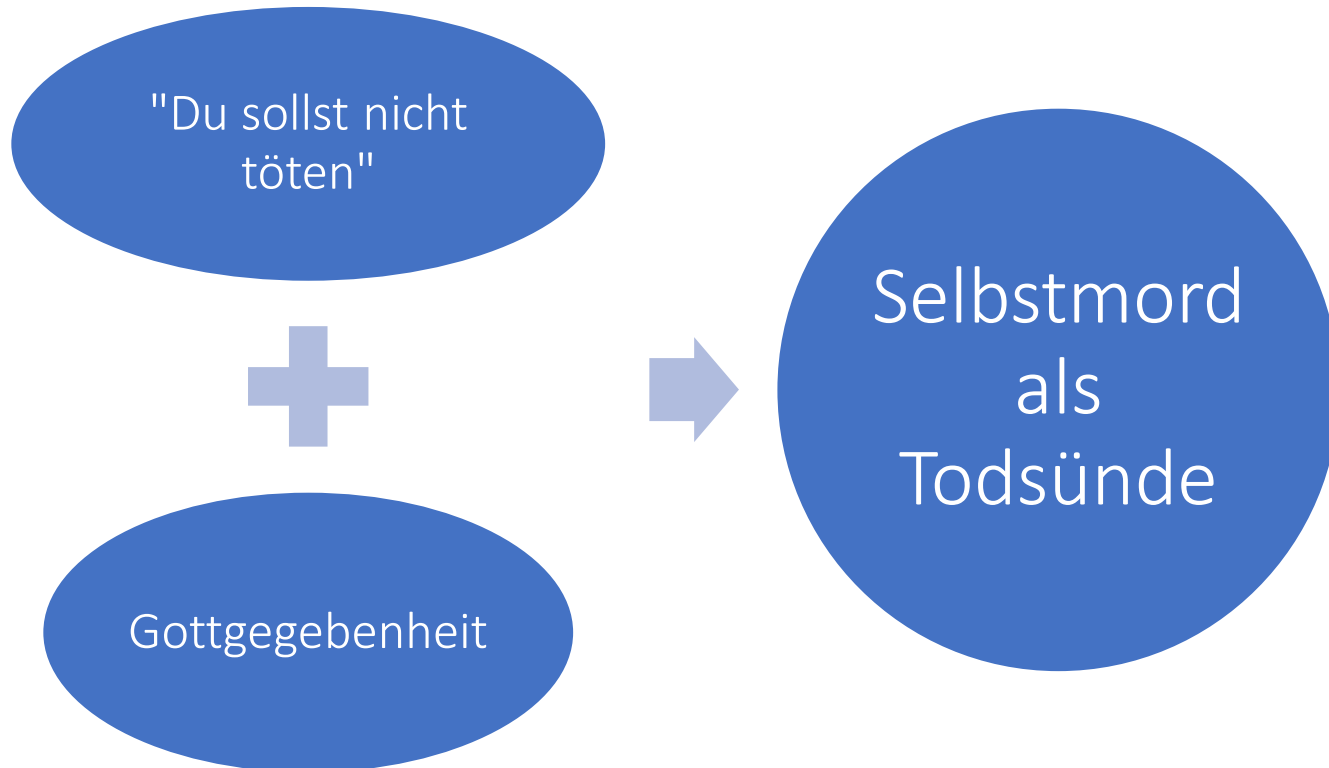 "Du sollst nicht
töten"
Gottgegebenheit
Selbstmord
als
Todsünde